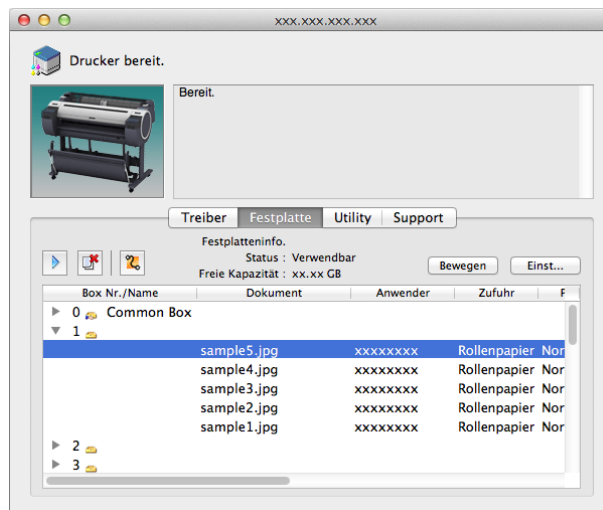 xxx.xxx.xxx.xxx
Drucker bereit.
Bereit.
Treiber Festplatte Utility Support
Festplatteninfo.
Status : Verwendbar
Freie Kapazität : xx.xx GB
Bewegen Einst...
Box Nr./Name Dokument Anwender Zufuhr F
0 Common Box
1
sample5.jpg xxxxxxxx Rollenpapier Nor
sample4.jpg xxxxxxxx Rollenpapier Nor
sample3.jpg xxxxxxxx Rollenpapier Nor
sample2.jpg xxxxxxxx Rollenpapier Nor
sample1.jpg xxxxxxxx Rollenpapier Nor
2
3